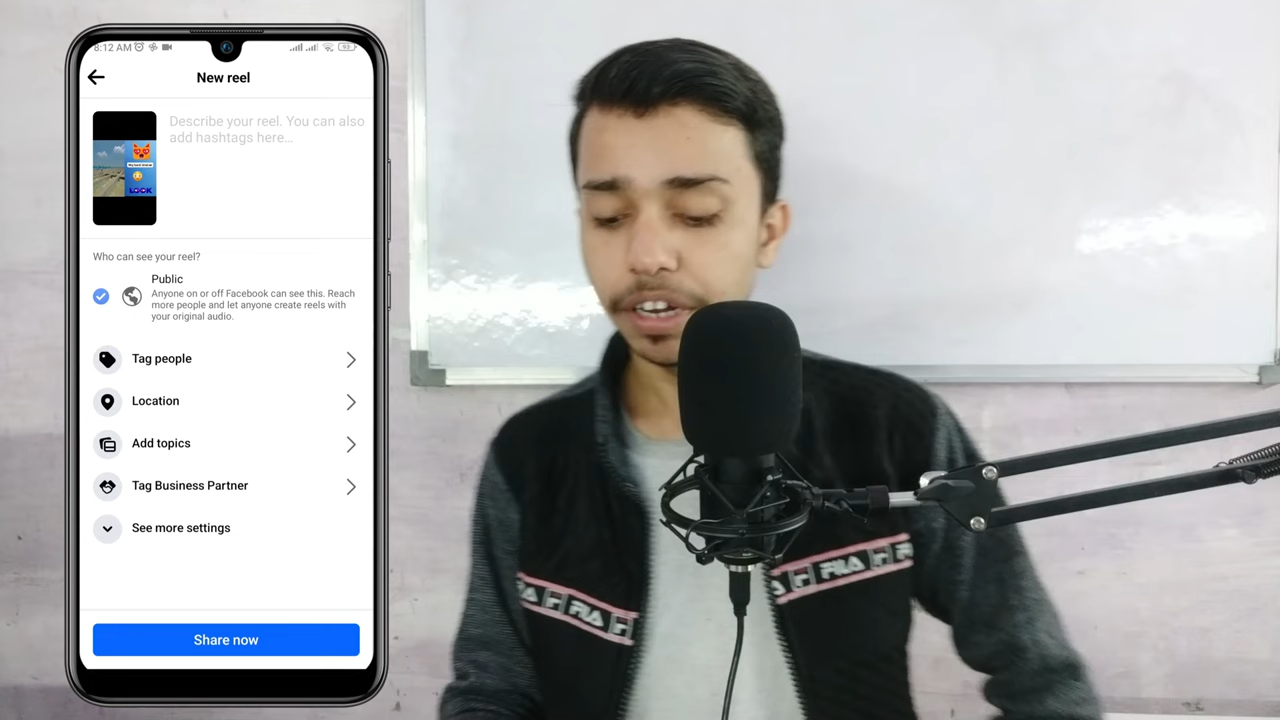 8:12 AM
93
New reel
Describe your reel. You can also
add hashtags here...
LOOK
Who can see your reel?
Public
Anyone on or off Facebook can see this. Reach
more people and let anyone create reels with
your original audio.
Tag people
Location
Add topics
Tag Business Partner
See more settings
Share now
FILA
FILA